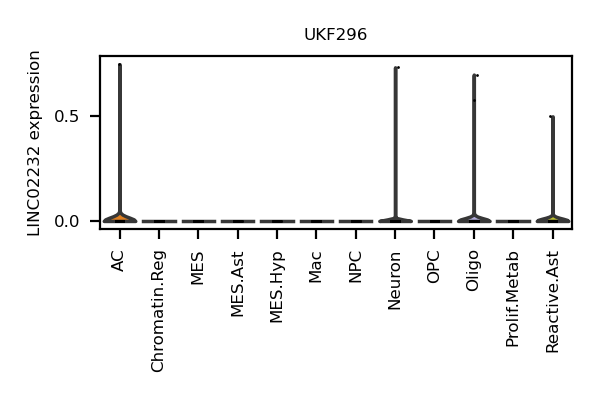 UKF296
LINC02232 expression
0.5
0.0
AC
Chromatin.Reg
MES
MES.Ast
MES.Hyp
Mac
NPC
Neuron
OPC
Oligo
Prolif.Metab
Reactive.Ast